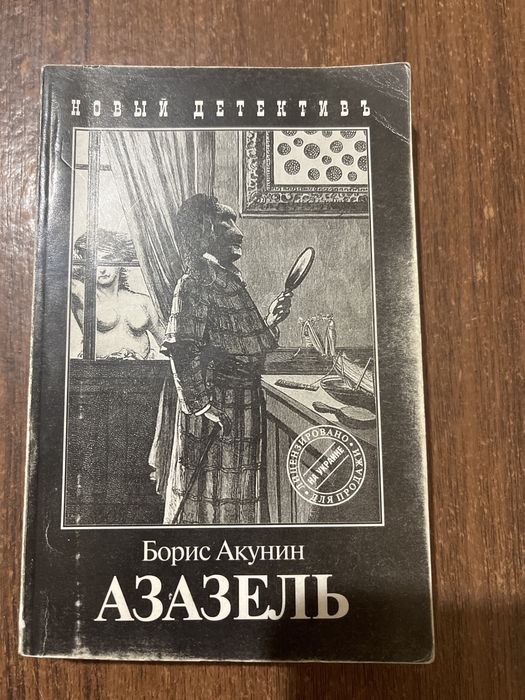 НОВЫЙ ДЕТЕКТИВЪ
ЛИЦЕНЗИРОВАНО
НА УКРАИНЕ
ДЛЯ ПРОДАЖИ
Борис Акунин
АЗАЗЕЛЬ